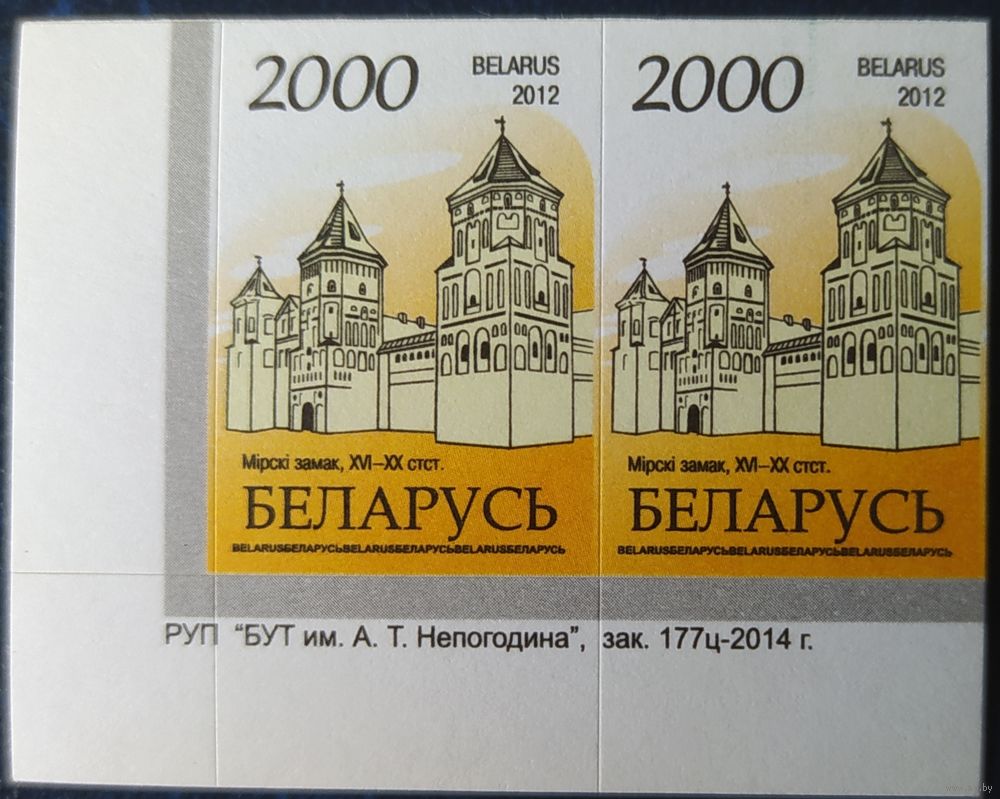 2000
BELARUS
2012
Мірскі замак, XVI–XX стст.
БЕЛАРУСЬ
BELARUSБЕЛАРУСЬBELARUSБЕЛАРУСЬBELARUSБЕЛАРУСЬ
2000
BELARUS
2012
Мірскі замак, XVI–XX стст.
БЕЛАРУСЬ
BELARUSБЕЛАРУСЬBELARUSБЕЛАРУСЬBELARUSБЕЛАРУСЬ
РУП “БУТ им. А. Т. Непогодина”, зак. 177ц-2014 г.